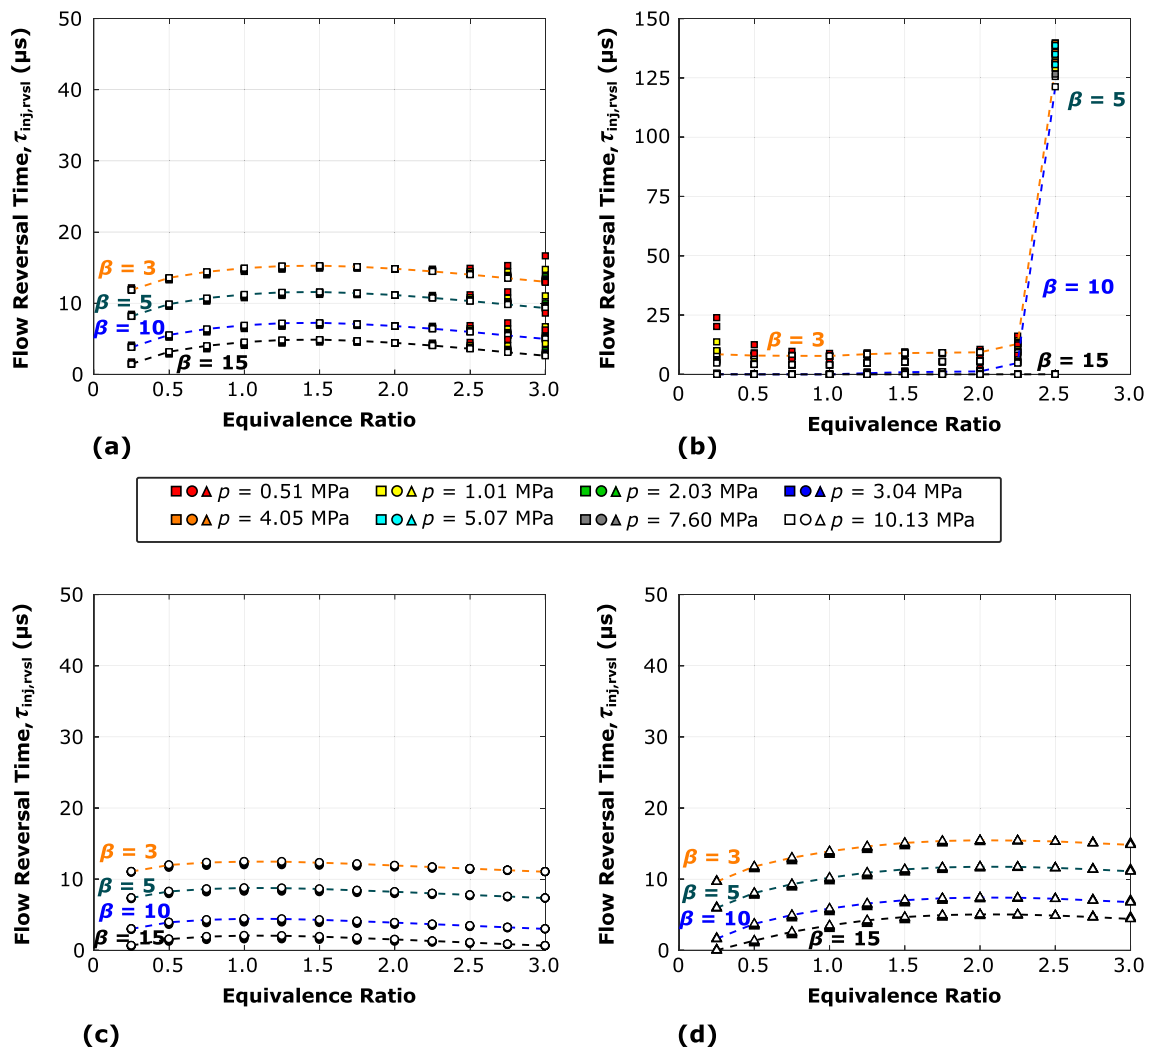 50
40
30
20
10
0
Flow Reversal Time, τinj,rvsl (μs)
β = 3
β = 5
β = 10
β = 15
0 0.5 1.0 1.5 2.0 2.5 3.0
Equivalence Ratio
(a)
150
125
100
75
50
25
0
Flow Reversal Time, τinj,rvsl (μs)
β = 5
β = 10
β = 3
β = 15
0 0.5 1.0 1.5 2.0 2.5 3.0
Equivalence Ratio
(b)
p = 0.51 MPa p = 1.01 MPa p = 2.03 MPa p = 3.04 MPa
p = 4.05 MPa p = 5.07 MPa p = 7.60 MPa p = 10.13 MPa
50
40
30
20
10
0
Flow Reversal Time, τinj,rvsl (μs)
β = 3
β = 5
β = 10
β = 15
0 0.5 1.0 1.5 2.0 2.5 3.0
Equivalence Ratio
(c)
50
40
30
20
10
0
Flow Reversal Time, τinj,rvsl (μs)
β = 3
β = 5
β = 10
β = 15
0 0.5 1.0 1.5 2.0 2.5 3.0
Equivalence Ratio
(d)